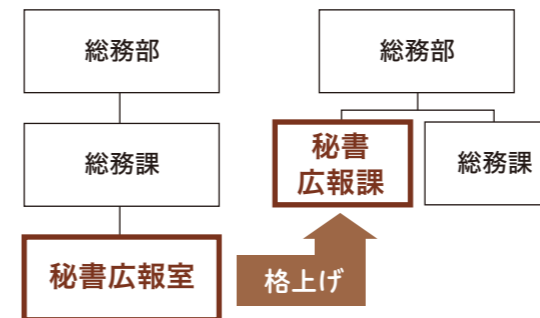 総務部
総務課
秘書広報室
総務部
秘書
広報課
総務課
格上げ